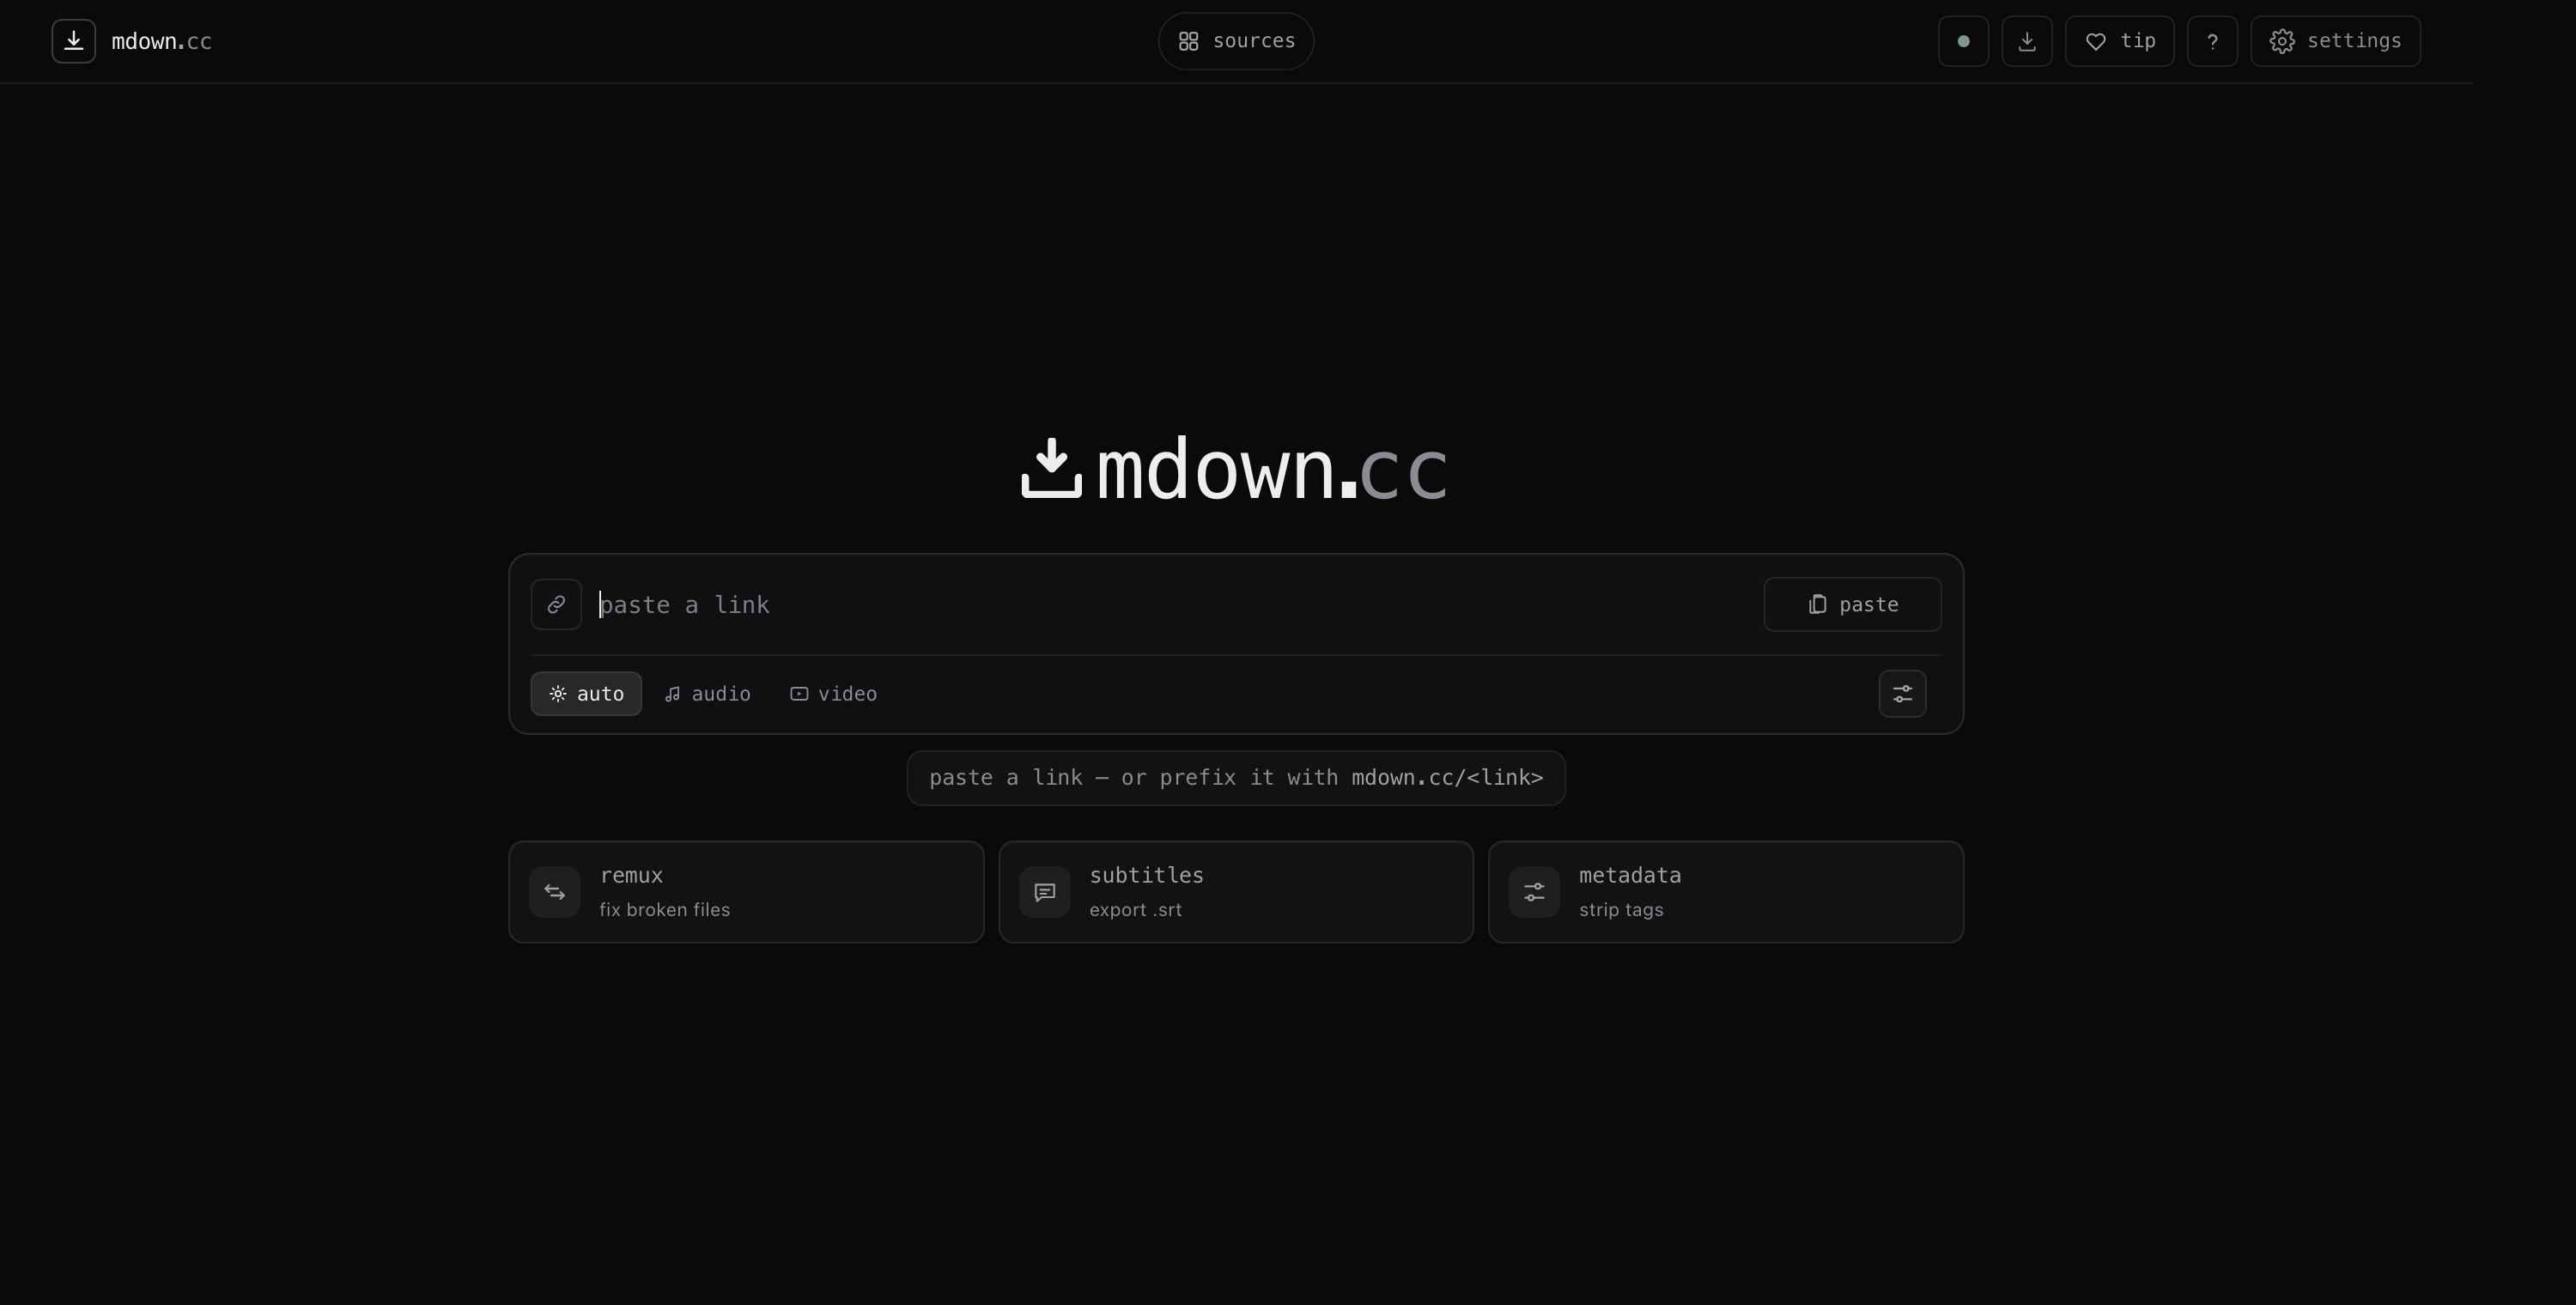 mdown.cc
sources
tip
?
settings
mdown.cc
paste a link
paste
auto
audio
video
paste a link — or prefix it with mdown.cc/<link>
remux
fix broken files
subtitles
export .srt
metadata
strip tags